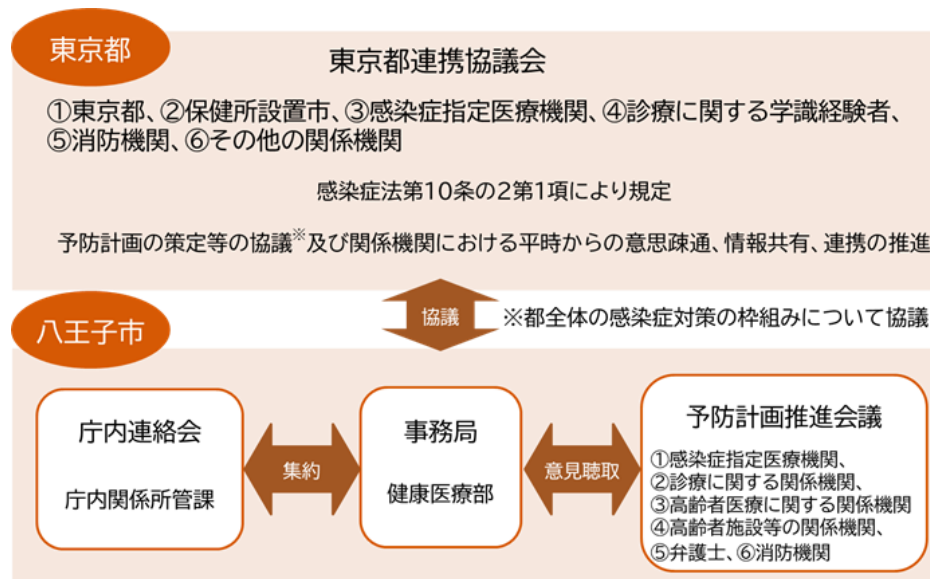 東京都
東京都連携協議会
①東京都、②保健所設置市、③感染症指定医療機関、④診療に関する学識経験者、
⑤消防機関、⑥その他の関係機関
感染症法第10条の2第1項により規定
予防計画の策定等の協議※及び関係機関における平時からの意思疎通、情報共有、連携の推進
協議
※都全体の感染症対策の枠組みについて協議
八王子市
庁内連絡会
庁内関係所管課
集約
事務局
健康医療部
意見聴取
予防計画推進会議
①感染症指定医療機関、
②診療に関する関係機関、
③高齢者医療に関する関係機関
④高齢者施設等の関係機関、
⑤弁護士、⑥消防機関